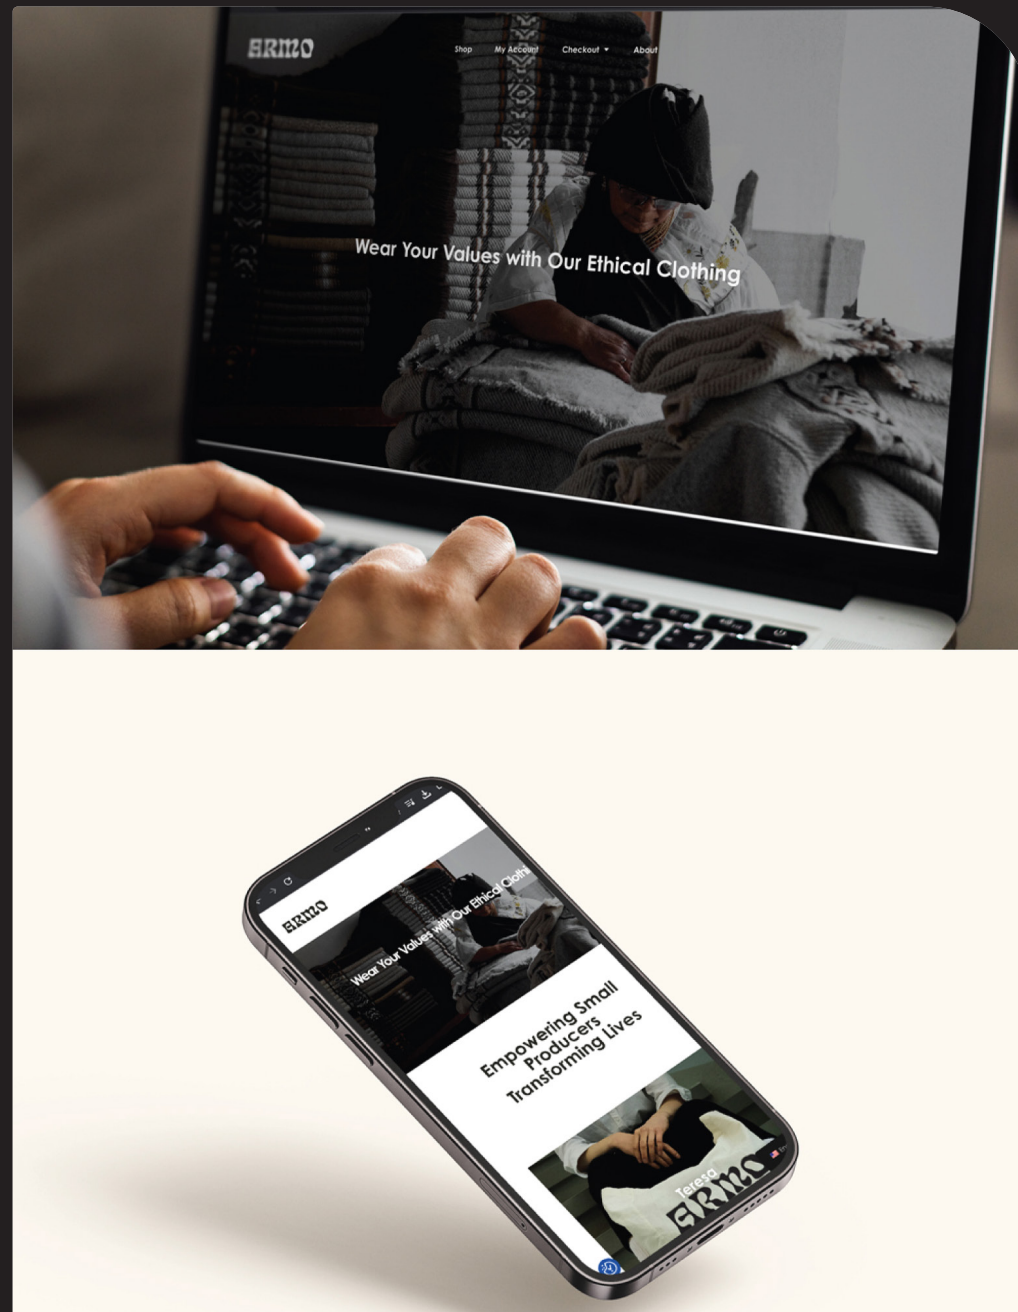 ARMO
Shop My Account Checkout About
Wear Your Values with Our Ethical Clothing
ARMO
Wear Your Values with Our Ethical Clothi
Empowering Small
Producers
Transforming Lives
Teresa
ARMO